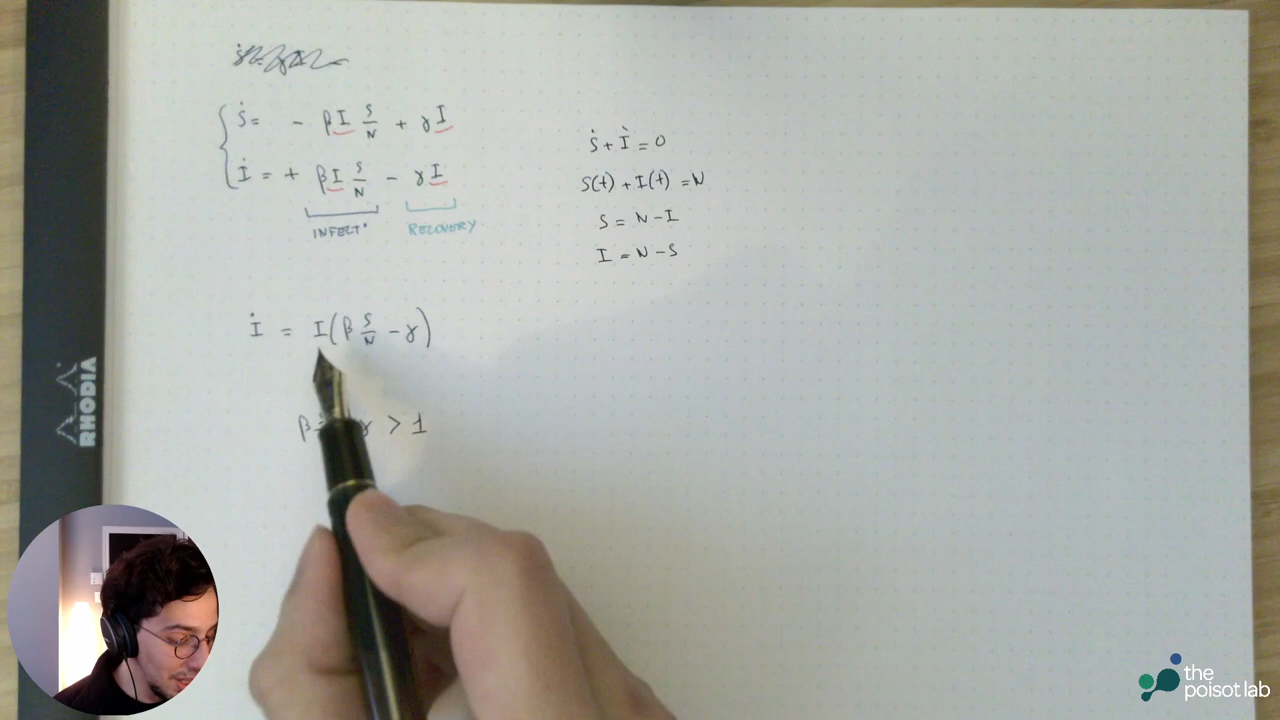 Ṡ = - βI S/N + γI
İ = + βI S/N - γI
INFECT°
RECOVERY
Ṡ + İ = 0
S(t) + I(t) = N
S = N - I
I = N - S
İ = I(β S/N - γ)
β γ > 1
RHODIA
the
poisot lab